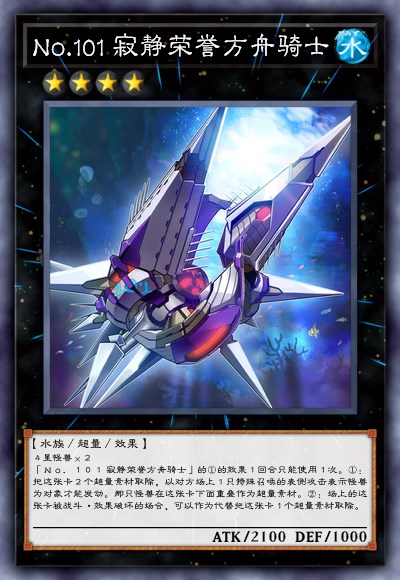 No.101 寂静荣誉方舟骑士 水
【水族／超量／效果】
4星怪兽×2
「No．101寂静荣誉方舟骑士」的①的效果1回合只能使用1次。①：
把这张卡2个超量素材取除，以对方场上1只特殊召唤的表侧攻击表示怪兽
为对象才能发动。那只怪兽在这张卡下面重叠作为超量素材。②：场上的这
张卡被战斗·效果破坏的场合，可以作为代替把这张卡1个超量素材取除。
ATK/2100 DEF/1000